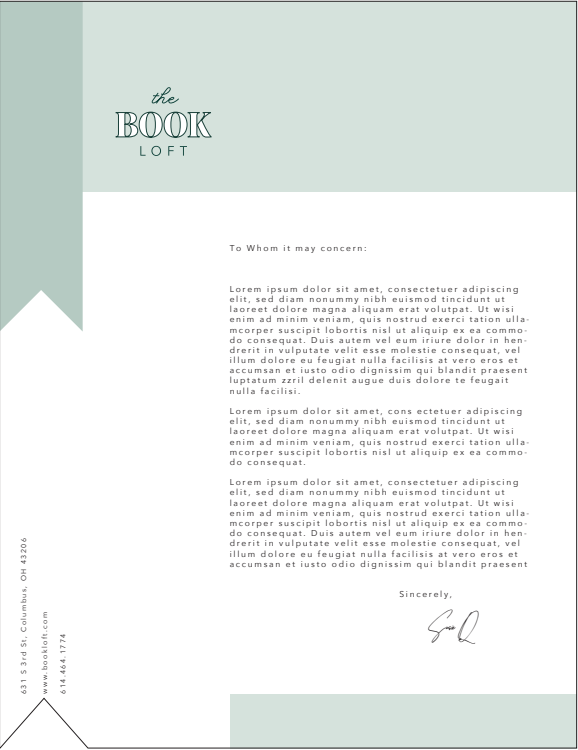 the
BOOK
LOFT
To Whom it may concern:
Lorem ipsum dolor sit amet, consectetuer adipiscing
elit, sed diam nonummy nibh euismod tincidunt ut
laoreet dolore magna aliquam erat volutpat. Ut wisi
enim ad minim veniam, quis nostrud exerci tation ulla-
mcorper suscipit lobortis nisl ut aliquip ex ea commo-
do consequat. Duis autem vel eum iriure dolor in hen-
drerit in vulputate velit esse molestie consequat, vel
illum dolore eu feugiat nulla facilisis at vero eros et
accumsan et iusto odio dignissim qui blandit praesent
luptatum zzril delenit augue duis dolore te feugait
nulla facilisi.
Lorem ipsum dolor sit amet, cons ectetuer adipiscing
elit, sed diam nonummy nibh euismod tincidunt ut
laoreet dolore magna aliquam erat volutpat. Ut wisi
enim ad minim veniam, quis nostrud exerci tation ulla-
mcorper suscipit lobortis nisl ut aliquip ex ea commo-
do consequat.
Lorem ipsum dolor sit amet, consectetuer adipiscing
elit, sed diam nonummy nibh euismod tincidunt ut
laoreet dolore magna aliquam erat volutpat. Ut wisi
enim ad minim veniam, quis nostrud exerci tation ulla-
mcorper suscipit lobortis nisl ut aliquip ex ea commo-
do consequat. Duis autem vel eum iriure dolor in hen-
drerit in vulputate velit esse molestie consequat, vel
illum dolore eu feugiat nulla facilisis at vero eros et
accumsan et iusto odio dignissim qui blandit praesent
Sincerely,
631 S 3rd St, Columbus, OH 43206
www.bookloft.com
614.464.1774